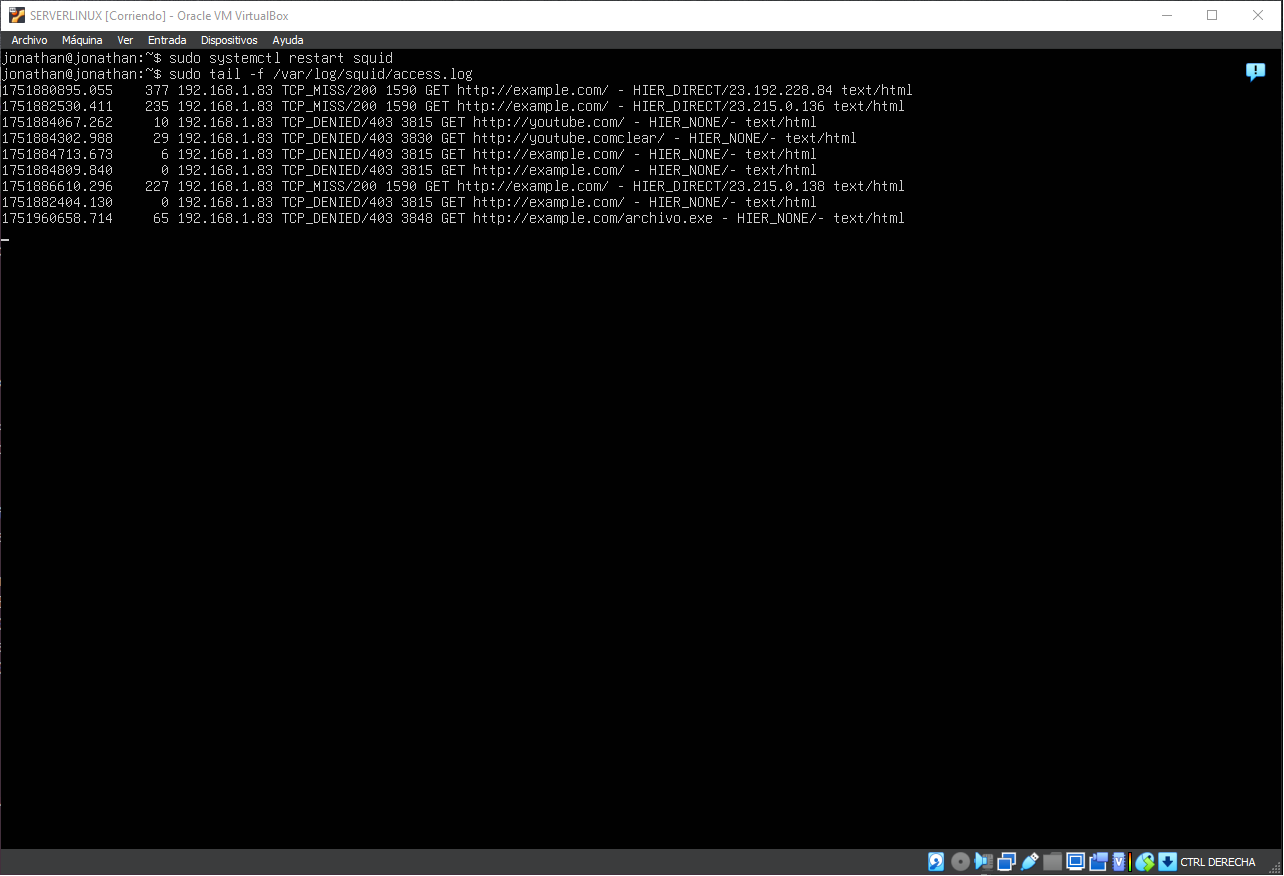 SERVERLINUX [Corriendo] - Oracle VM VirtualBox
Archivo Máquina Ver Entrada Dispositivos Ayuda
jonathan@jonathan:~$ sudo systemctl restart squid
jonathan@jonathan:~$ sudo tail -f /var/log/squid/access.log
1751880895.055    377 192.168.1.83 TCP_MISS/200 1590 GET http://example.com/ - HIER_DIRECT/23.192.228.84 text/html
1751882530.411    235 192.168.1.83 TCP_MISS/200 1590 GET http://example.com/ - HIER_DIRECT/23.215.0.136 text/html
1751884067.262     10 192.168.1.83 TCP_DENIED/403 3815 GET http://youtube.com/ - HIER_NONE/- text/html
1751884302.988     29 192.168.1.83 TCP_DENIED/403 3830 GET http://youtube.comclear/ - HIER_NONE/- text/html
1751884713.673      6 192.168.1.83 TCP_DENIED/403 3815 GET http://example.com/ - HIER_NONE/- text/html
1751884809.840      0 192.168.1.83 TCP_DENIED/403 3815 GET http://example.com/ - HIER_NONE/- text/html
1751886610.296    227 192.168.1.83 TCP_MISS/200 1590 GET http://example.com/ - HIER_DIRECT/23.215.0.138 text/html
1751882404.130      0 192.168.1.83 TCP_DENIED/403 3815 GET http://example.com/ - HIER_NONE/- text/html
1751960658.714     65 192.168.1.83 TCP_DENIED/403 3848 GET http://example.com/archivo.exe - HIER_NONE/- text/html
CTRL DERECHA